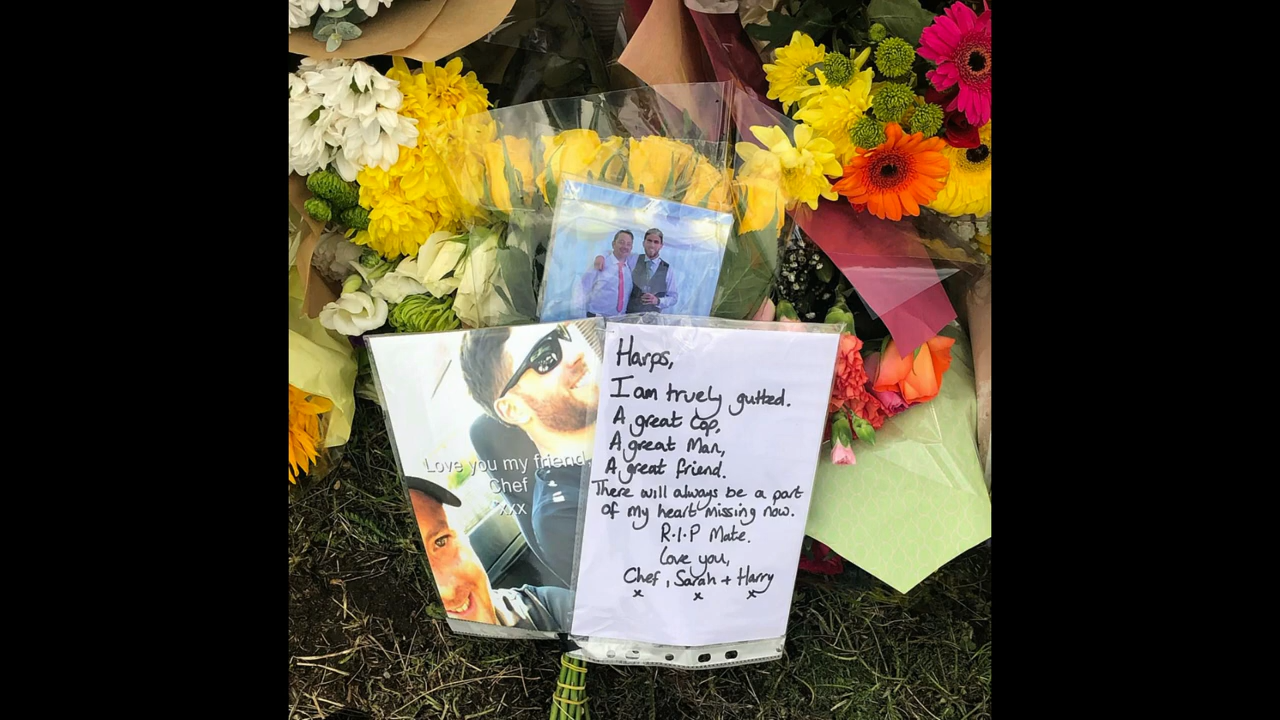 Love you my friend,
Chef
xxx
Harps,
I am truely gutted.
A great Cop,
A great Man,
A great friend.
There will always be a part
of my heart missing now.
R.I.P Mate.
Love you,
Chef, Sarah + Harry
x x x